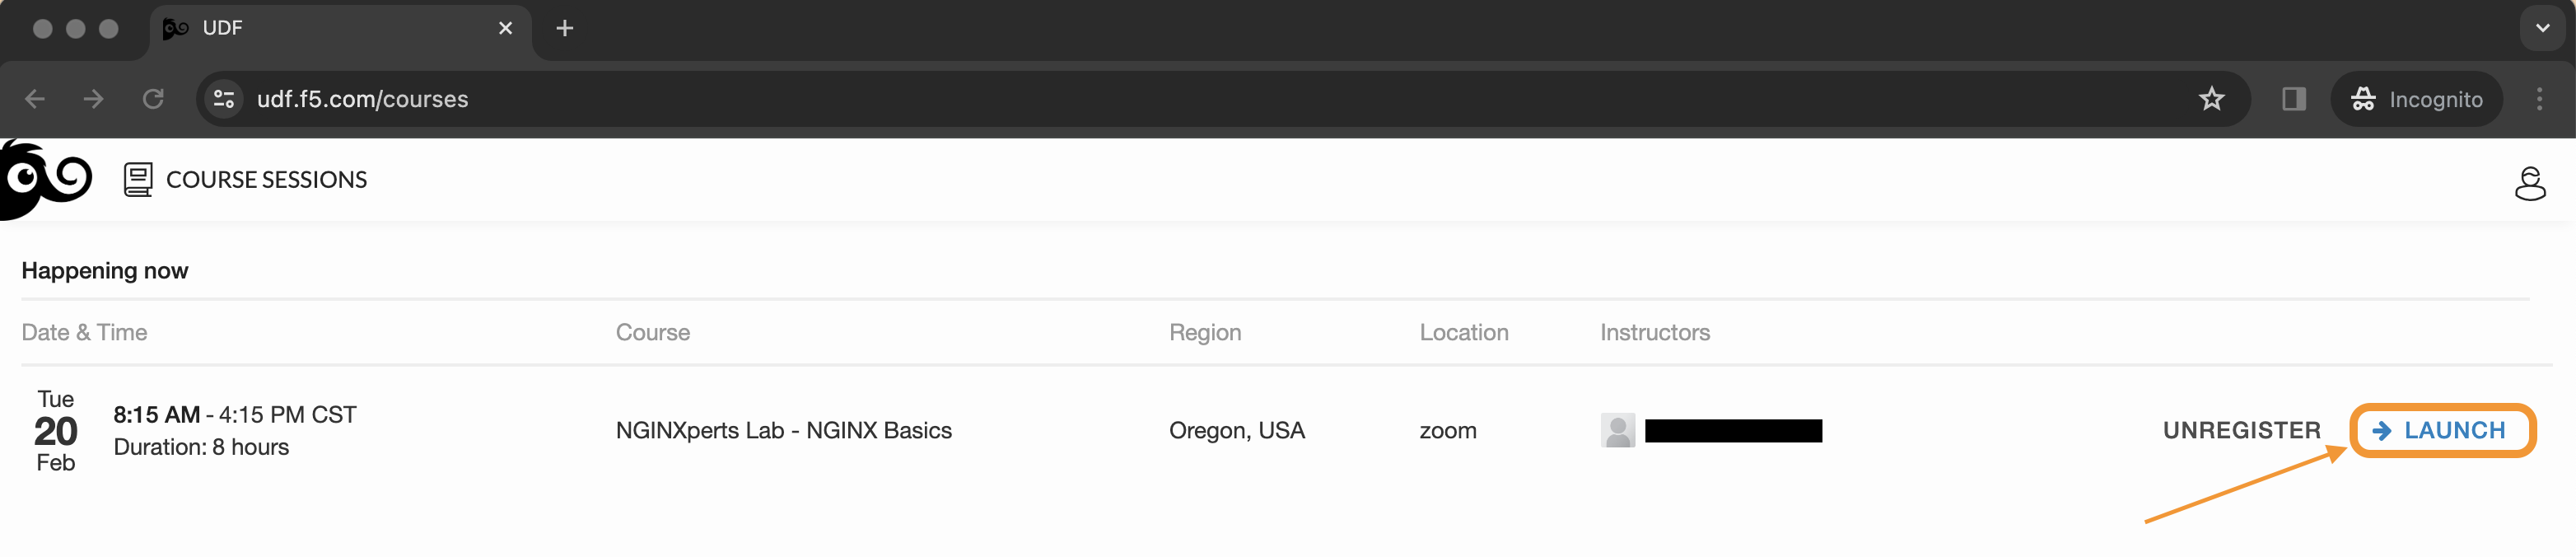 UDF
udf.f5.com/courses
Incognito
COURSE SESSIONS
Happening now
Date & Time Course Region Location Instructors
Tue
20
Feb
8:15 AM - 4:15 PM CST
Duration: 8 hours
NGINXperts Lab - NGINX Basics
Oregon, USA
zoom
UNREGISTER
LAUNCH